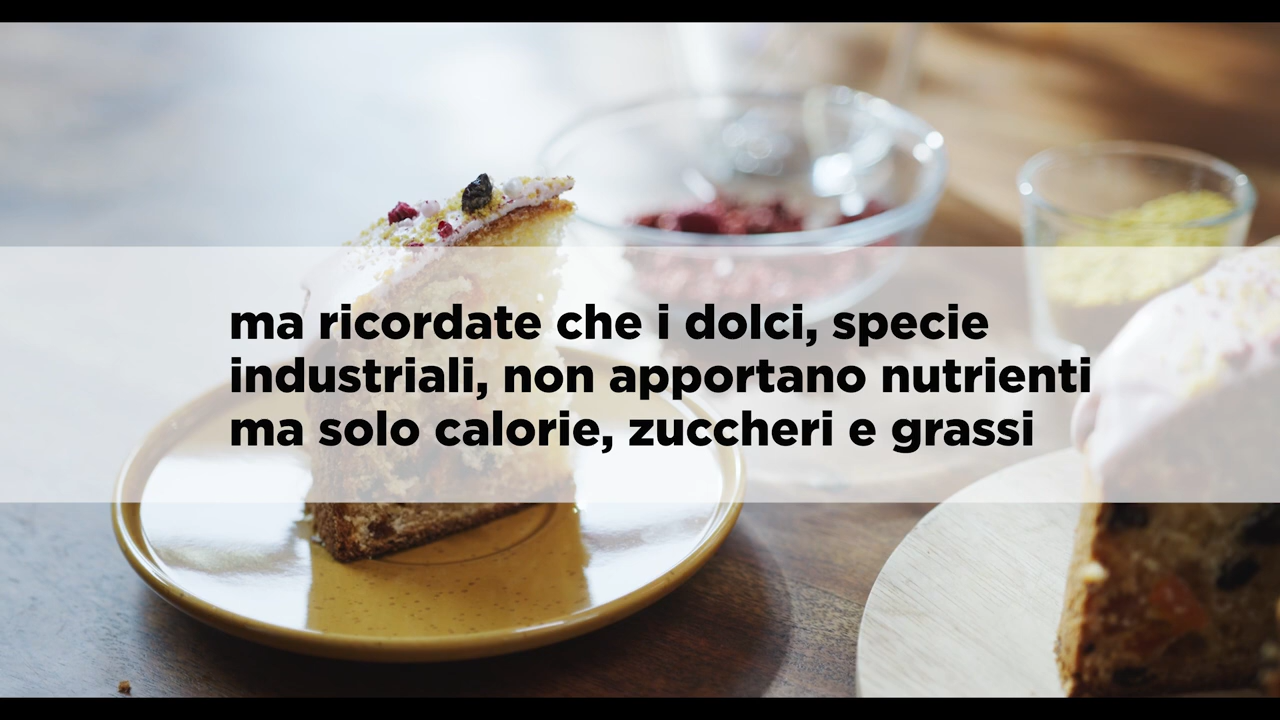 ma ricordate che i dolci, specie
industriali, non apportano nutrienti
ma solo calorie, zuccheri e grassi